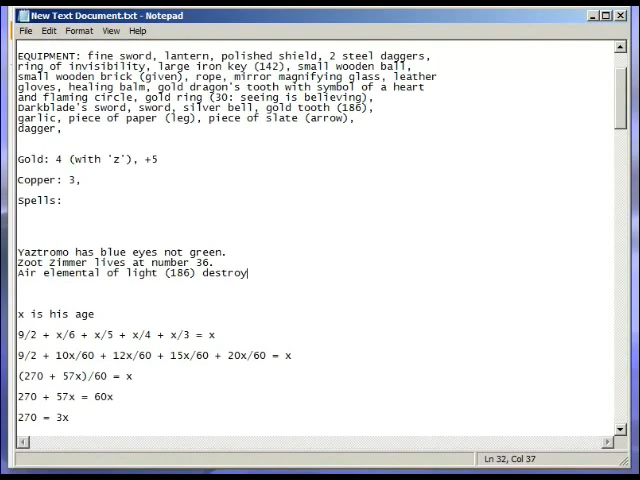 New Text Document.txt - Notepad
File Edit Format View Help
EQUIPMENT: fine sword, lantern, polished shield, 2 steel daggers,
ring of invisibility, large iron key (142), small wooden ball,
small wooden brick (given), rope, mirror magnifying glass, leather
gloves, healing balm, gold dragon's tooth with symbol of a heart
and flaming circle, gold ring (30: seeing is believing),
Darkblade's sword, sword, silver bell, gold tooth (186),
garlic, piece of paper (leg), piece of slate (arrow),
dagger,
Gold: 4 (with 'z'), +5
Copper: 3,
Spells:
Yaztromo has blue eyes not green.
Zoot Zimmer lives at number 36.
Air elemental of light (186) destroy
x is his age
9/2 + x/6 + x/5 + x/4 + x/3 = x
9/2 + 10x/60 + 12x/60 + 15x/60 + 20x/60 = x
(270 + 57x)/60 = x
270 + 57x = 60x
270 = 3x
Ln 32, Col 37